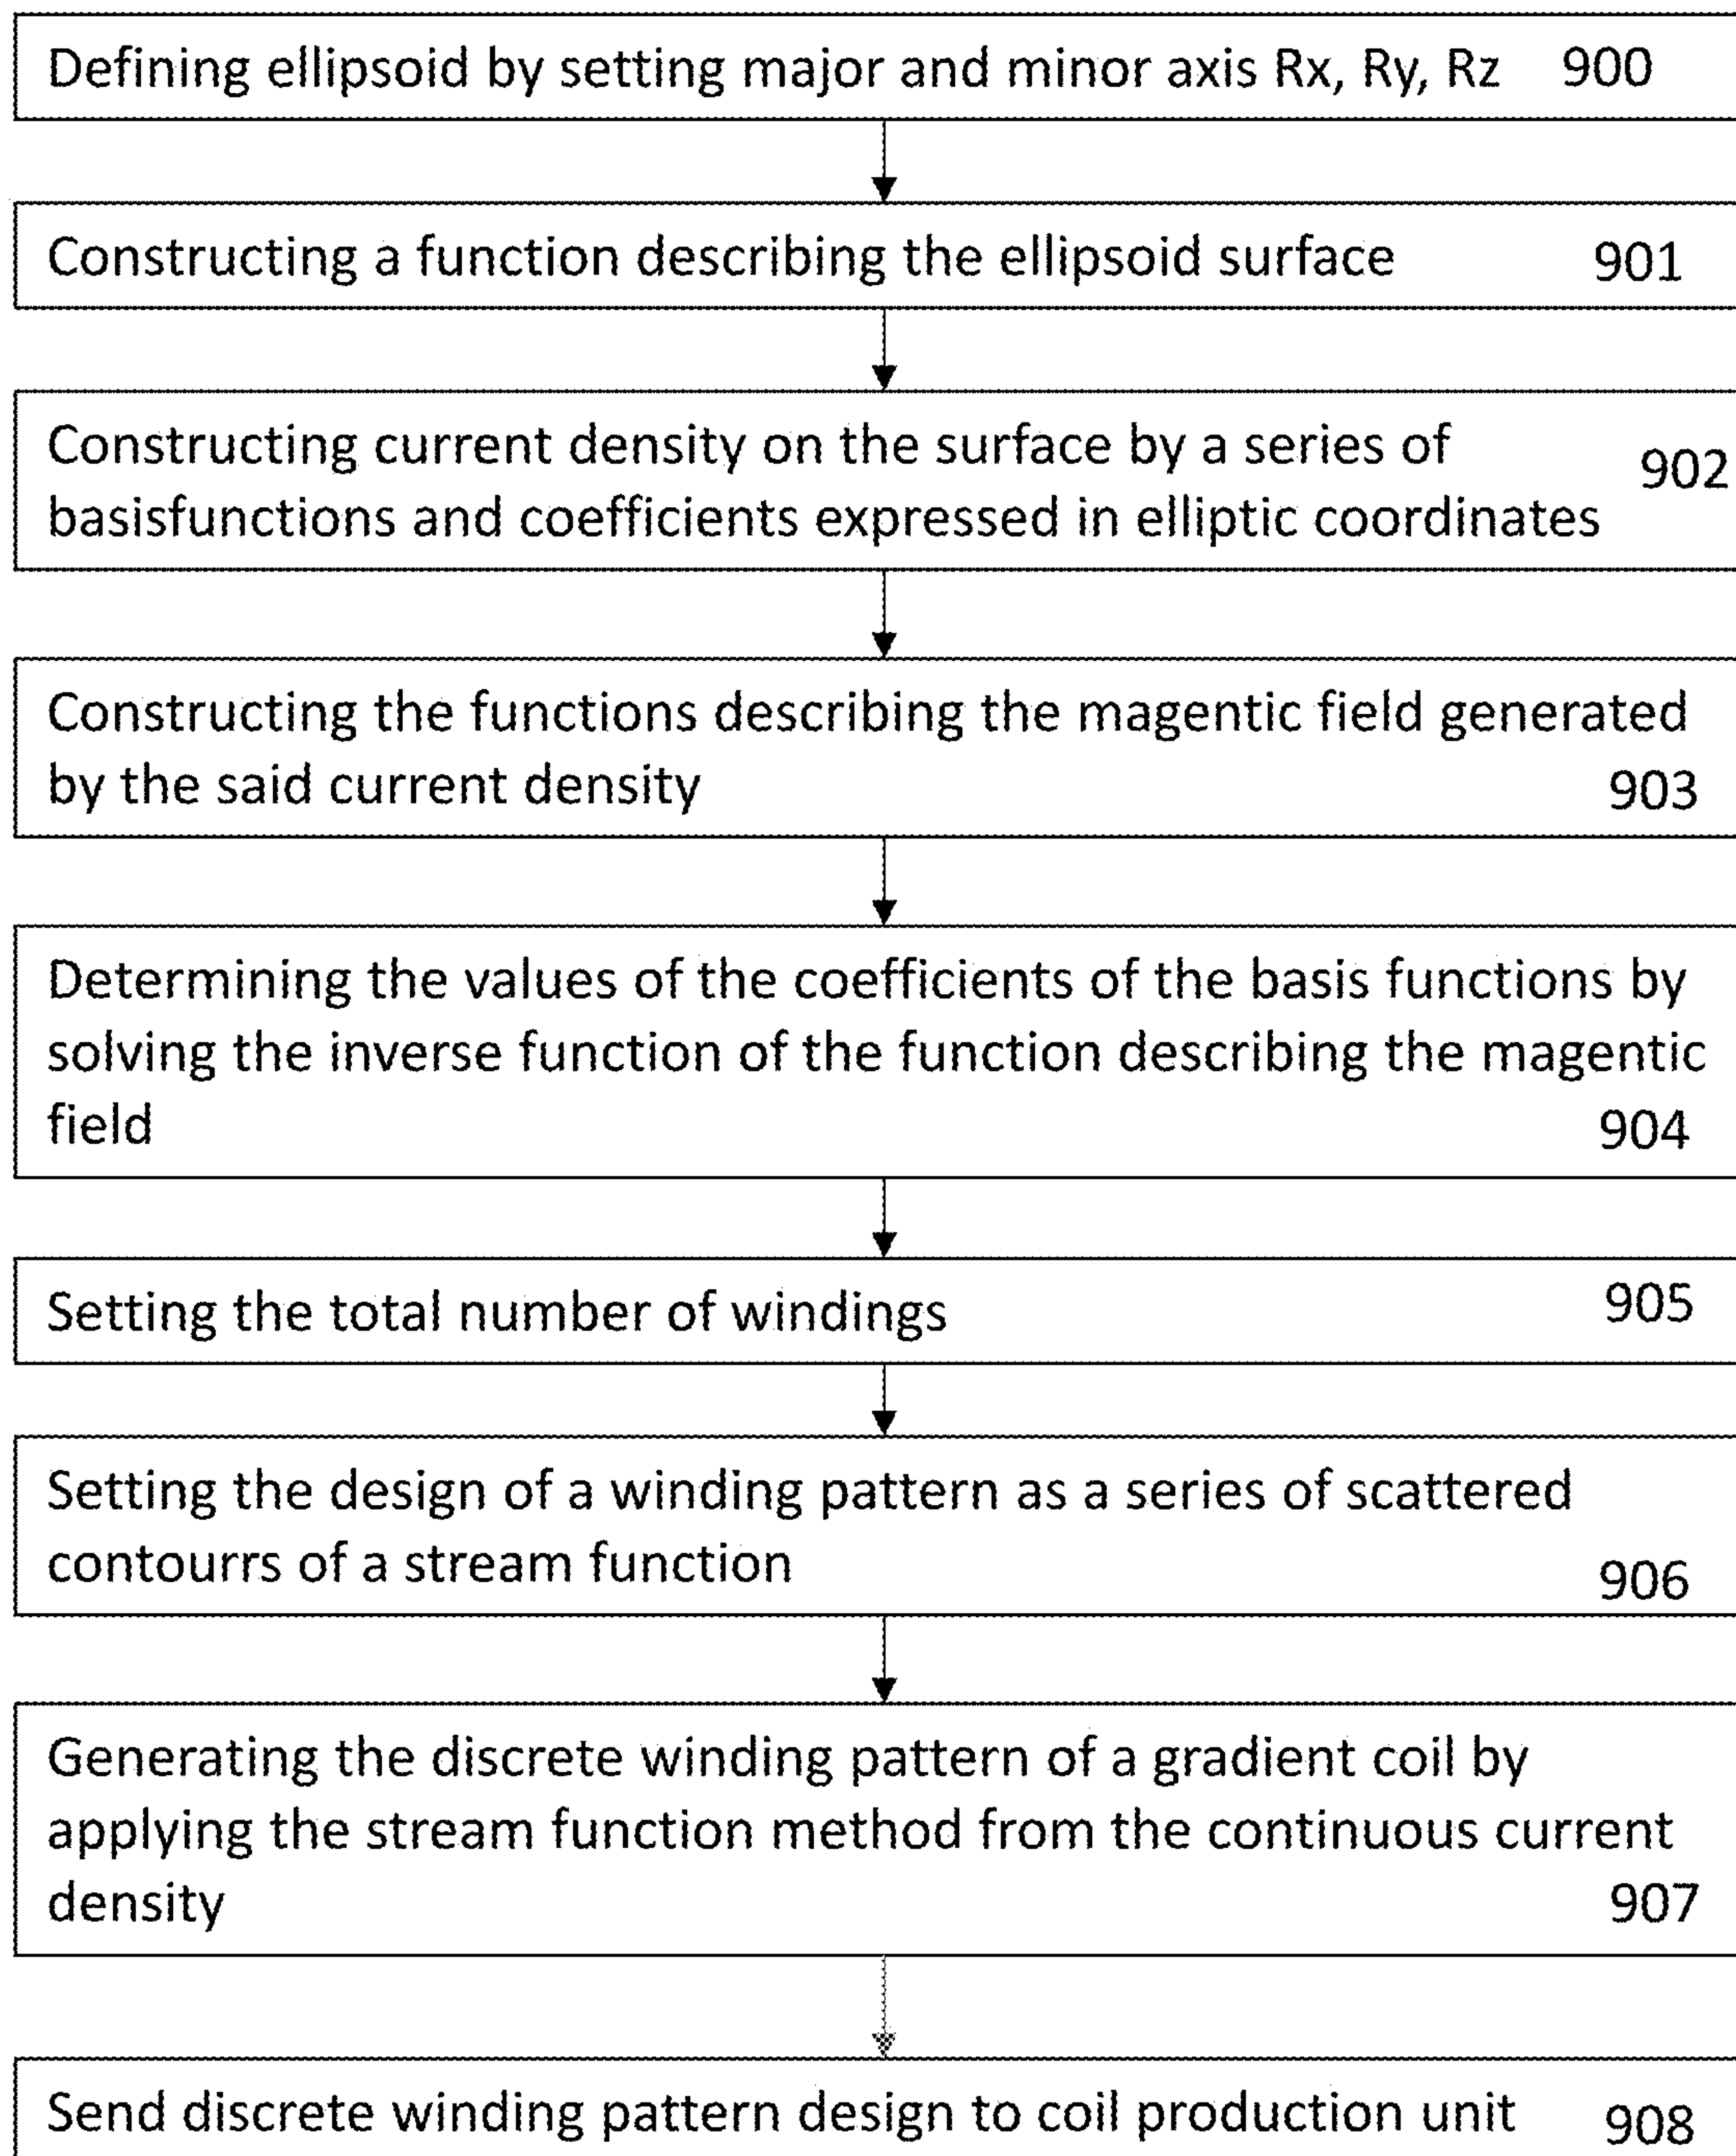 Defining ellipsoid by setting major and minor axis Rx, Ry, Rz 900
Constructing a function describing the ellipsoid surface 901
Constructing current density on the surface by a series of 902
basisfunctions and coefficients expressed in elliptic coordinates
Constructing the functions describing the magentic field generated
by the said current density 903
Determining the values of the coefficients of the basis functions by
solving the inverse function of the function describing the magentic
field 904
Setting the total number of windings 905
Setting the design of a winding pattern as a series of scattered
contourrs of a stream function 906
Generating the discrete winding pattern of a gradient coil by
applying the stream function method from the continuous current
density 907
Send discrete winding pattern design to coil production unit 908